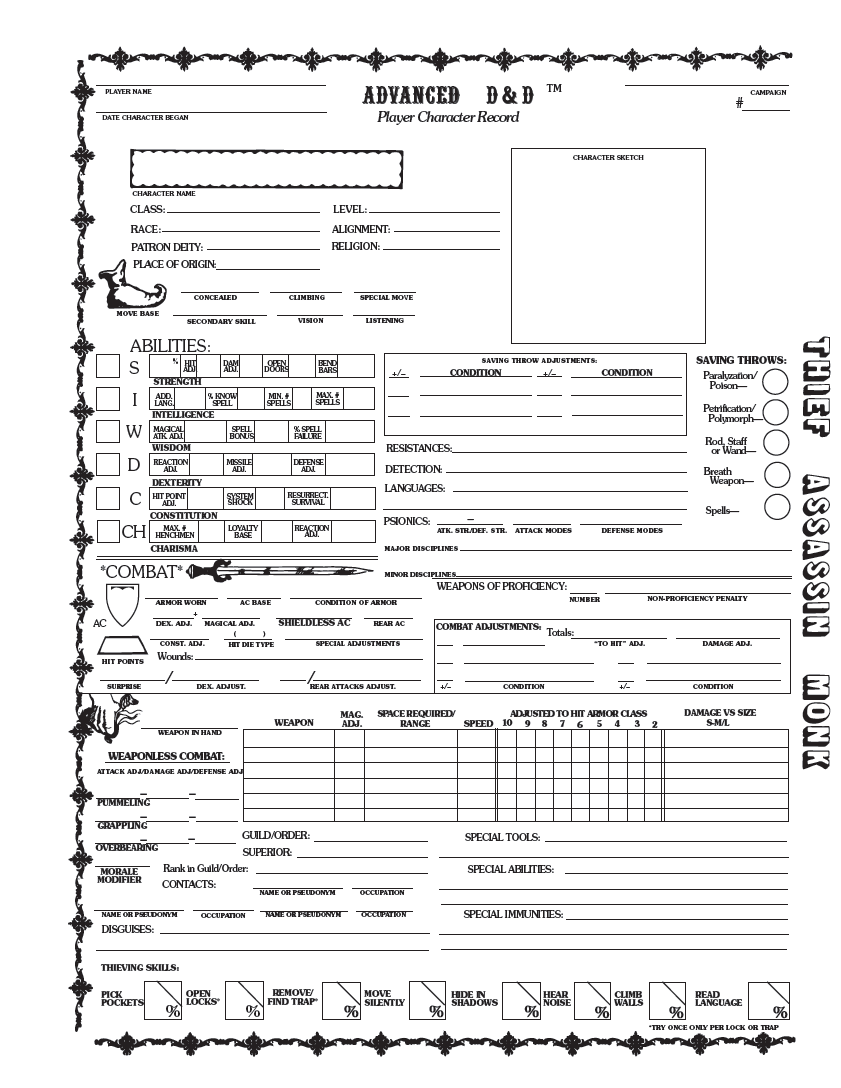 ADVANCED D & D ™
PLAYER NAME
CAMPAIGN
#
Player Character Record
DATE CHARACTER BEGAN
CHARACTER SKETCH
CHARACTER NAME
CLASS: LEVEL:
RACE: ALIGNMENT:
PATRON DEITY: RELIGION:
PLACE OF ORIGIN:
CONCEALED CLIMBING SPECIAL MOVE
MOVE BASE
SECONDARY SKILL VISION LISTENING
ABILITIES:
S % HIT ADJ. DAM ADJ. OPEN DOORS BEND BARS
STRENGTH
I ADD. LANG. % KNOW SPELL MIN. # SPELLS MAX. # SPELLS
INTELLIGENCE
W MAGICAL ATK. ADJ. SPELL BONUS % SPELL FAILURE
WISDOM
D REACTION ADJ. MISSILE ADJ. DEFENSE ADJ.
DEXTERITY
C HIT POINT ADJ. SYSTEM SHOCK RESURRECT. SURVIVAL
CONSTITUTION
CH MAX. # HENCHMEN LOYALTY BASE REACTION ADJ.
CHARISMA
SAVING THROW ADJUSTMENTS:
+/– CONDITION +/– CONDITION
RESISTANCES:
DETECTION:
LANGUAGES:
PSIONICS: –
ATK. STR/DEF. STR. ATTACK MODES DEFENSE MODES
MAJOR DISCIPLINES
MINOR DISCIPLINES
SAVING THROWS:
Paralyzation/
Poison—
Petrification/
Polymorph—
Rod, Staff
or Wand—
Breath
Weapon—
Spells—
THIEF ASSASSIN MONK
*COMBAT*
AC
ARMOR WORN AC BASE CONDITION OF ARMOR
+
DEX. ADJ. MAGICAL ADJ. SHIELDLESS AC REAR AC
( )
CONST. ADJ. HIT DIE TYPE SPECIAL ADJUSTMENTS
HIT POINTS
Wounds:
/ /
SURPRISE DEX. ADJUST. REAR ATTACKS ADJUST.
WEAPONS OF PROFICIENCY:
NUMBER NON-PROFICIENCY PENALTY
COMBAT ADJUSTMENTS: Totals:
"TO HIT" ADJ. DAMAGE ADJ.
+/– CONDITION +/– CONDITION
WEAPON IN HAND
WEAPONLESS COMBAT:
ATTACK ADJ/DAMAGE ADJ/DEFENSE ADJ
– –
PUMMELING
– –
GRAPPLING
– –
OVERBEARING
MORALE
MODIFIER
WEAPON MAG. ADJ. SPACE REQUIRED/ RANGE SPEED ADJUSTED TO HIT ARMOR CLASS DAMAGE VS SIZE
10 9 8 7 6 5 4 3 2 S-M/L
GUILD/ORDER: SPECIAL TOOLS:
SUPERIOR:
Rank in Guild/Order: SPECIAL ABILITIES:
CONTACTS:
NAME OR PSEUDONYM OCCUPATION
NAME OR PSEUDONYM OCCUPATION NAME OR PSEUDONYM OCCUPATION
SPECIAL IMMUNITIES:
DISGUISES:
THIEVING SKILLS:
PICK POCKETS % OPEN LOCKS* % REMOVE/ FIND TRAP* % MOVE SILENTLY % HIDE IN SHADOWS % HEAR NOISE % CLIMB WALLS % READ LANGUAGE %
*TRY ONCE ONLY PER LOCK OR TRAP